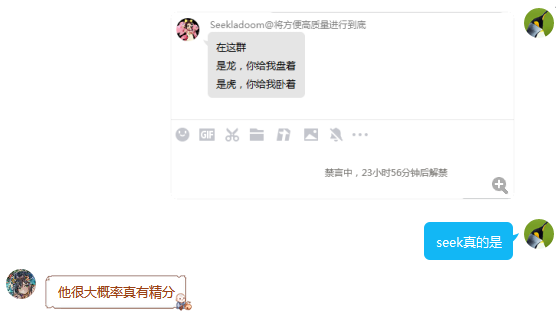 Seekladoom@将方便高质量进行到底
在这群
是龙，你给我盘着
是虎，你给我卧着
GIF
禁言中，23小时56分钟后解禁
seek真的是
他很大概率真有精分